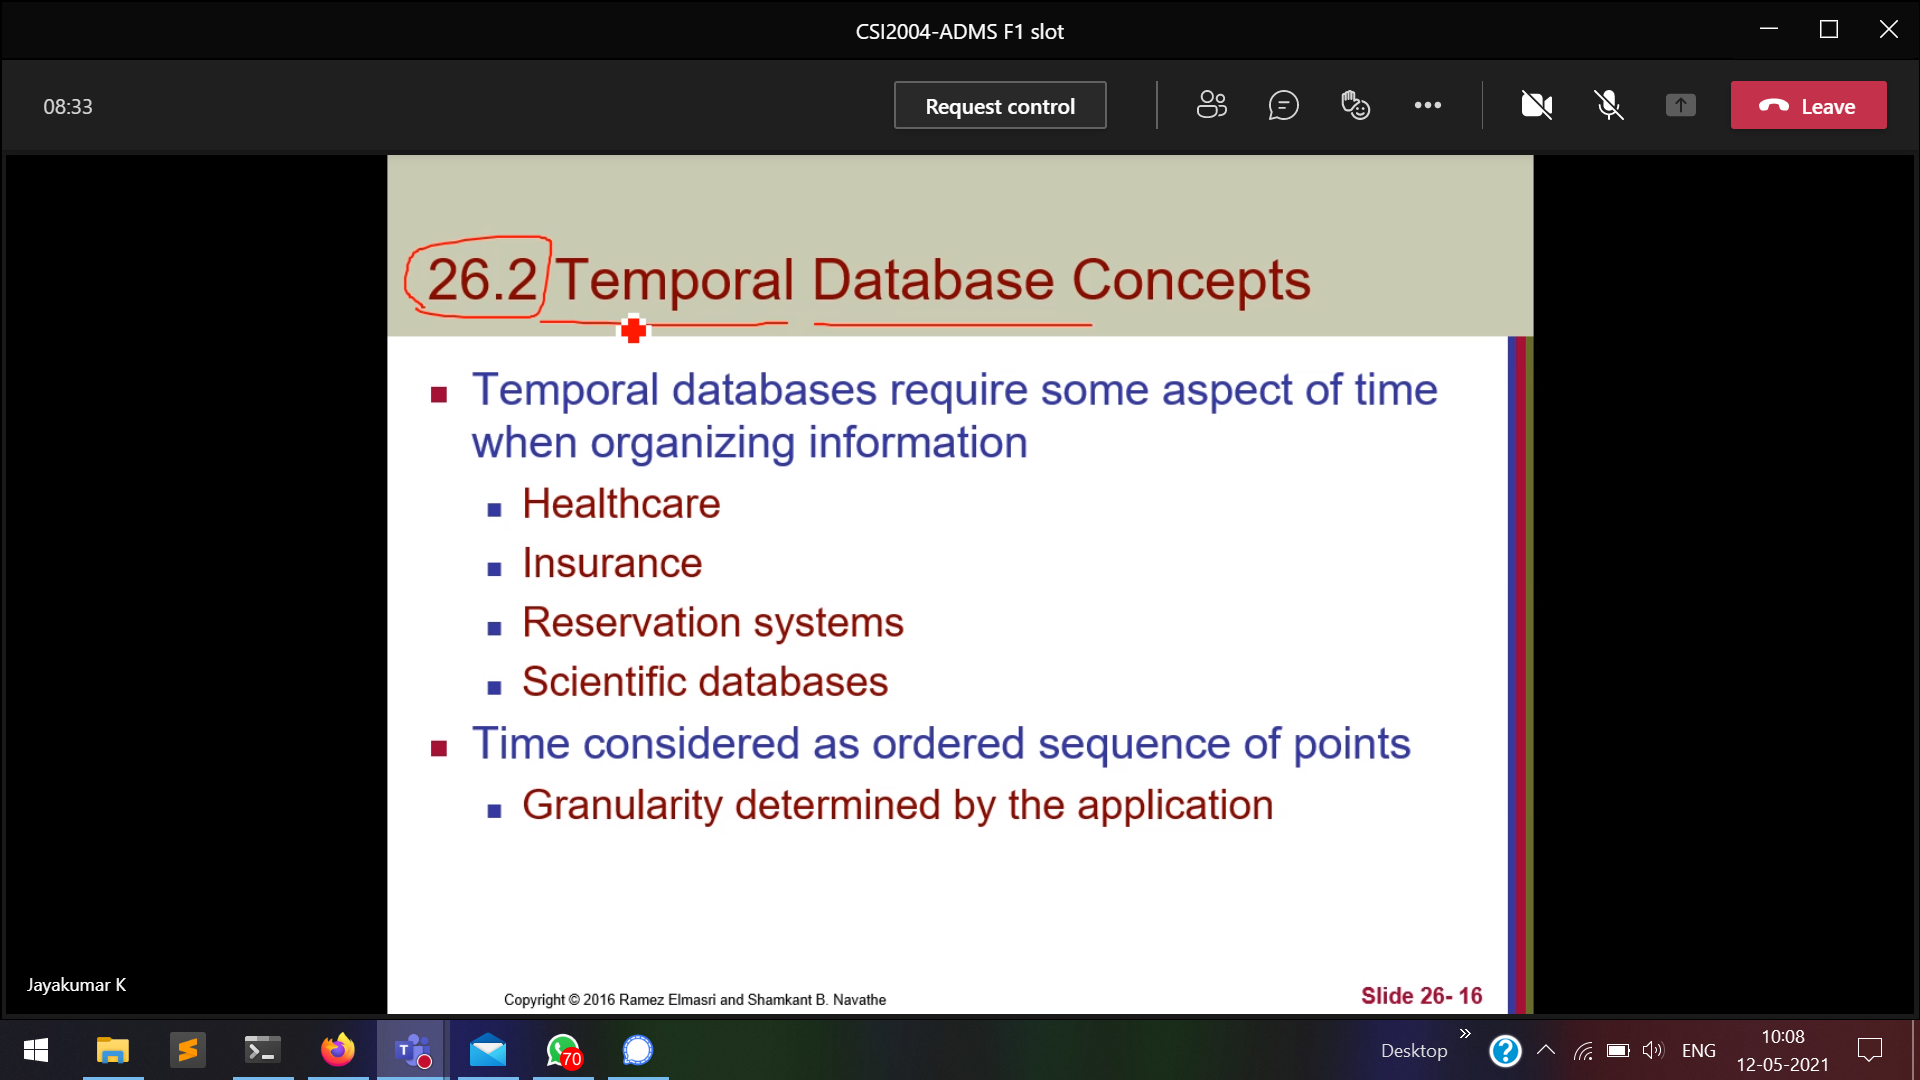 CSI2004-ADMS F1 slot
08:33
Request control
Leave
26.2 Temporal Database Concepts
Temporal databases require some aspect of time
when organizing information
Healthcare
Insurance
Reservation systems
Scientific databases
Time considered as ordered sequence of points
Granularity determined by the application
Jayakumar K
Copyright © 2016 Ramez Elmasri and Shamkant B. Navathe
Slide 26- 16
T
70
Desktop
ENG
10:08
12-05-2021